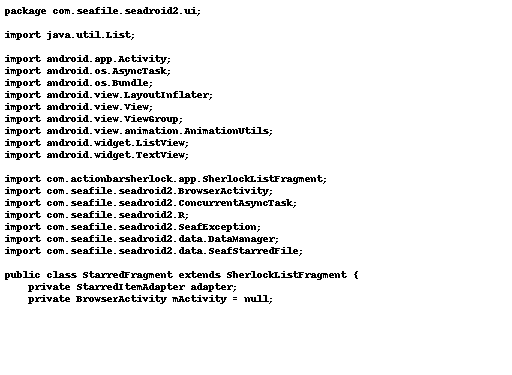 package com.seafile.seadroid2.ui;

import java.util.List;

import android.app.Activity;
import android.os.AsyncTask;
import android.os.Bundle;
import android.view.LayoutInflater;
import android.view.View;
import android.view.ViewGroup;
import android.view.animation.AnimationUtils;
import android.widget.ListView;
import android.widget.TextView;

import com.actionbarsherlock.app.SherlockListFragment;
import com.seafile.seadroid2.BrowserActivity;
import com.seafile.seadroid2.ConcurrentAsyncTask;
import com.seafile.seadroid2.R;
import com.seafile.seadroid2.SeafException;
import com.seafile.seadroid2.data.DataManager;
import com.seafile.seadroid2.data.SeafStarredFile;

public class StarredFragment extends SherlockListFragment {
    private StarredItemAdapter adapter;
    private BrowserActivity mActivity = null;